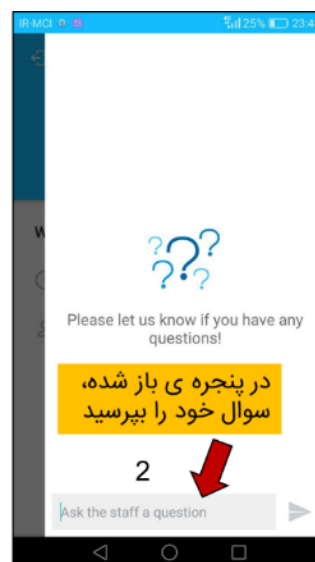 IR-MCI 25% 23:4
W
Please let us know if you have any
questions!
در پنجره ی باز شده،
سوال خود را بپرسید
2
Ask the staff a question